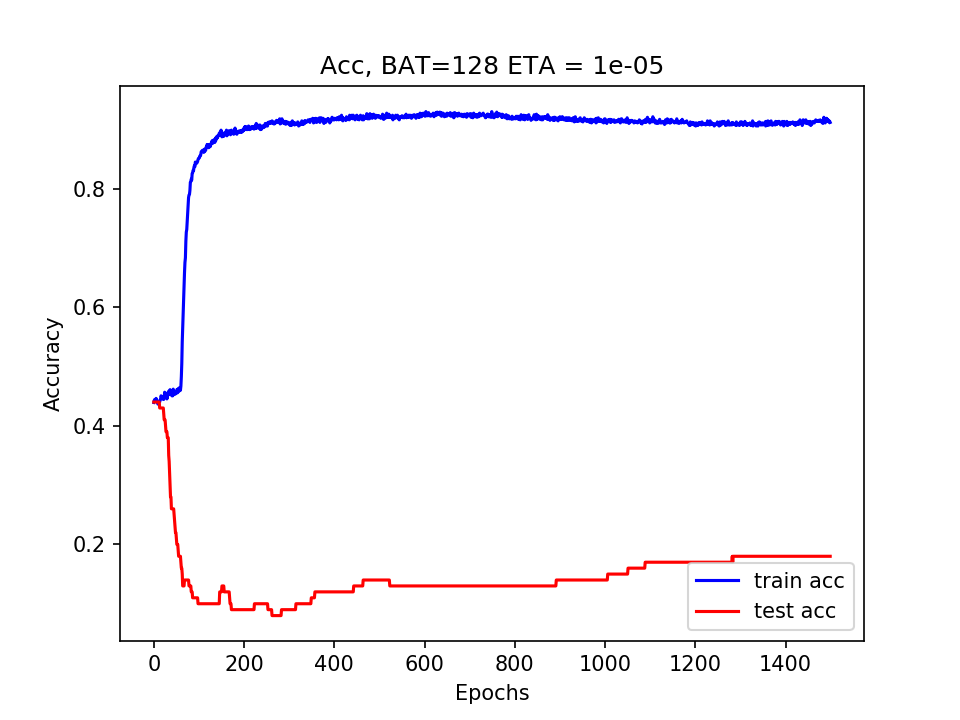 Acc, BAT=128 ETA = 1e-05
Accuracy
0.8
0.6
0.4
0.2
train acc
test acc
0 200 400 600 800 1000 1200 1400
Epochs